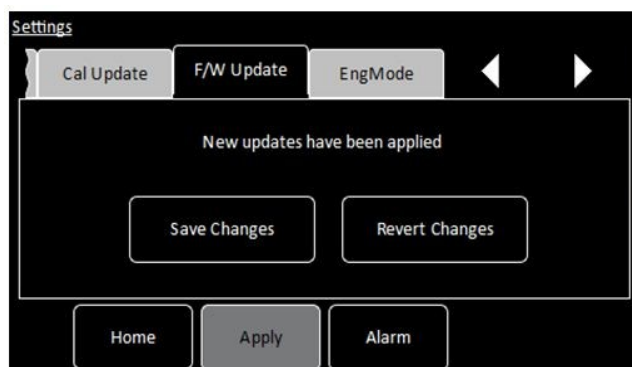 Settings
Cal Update F/W Update EngMode
New updates have been applied
Save Changes Revert Changes
Home Apply Alarm